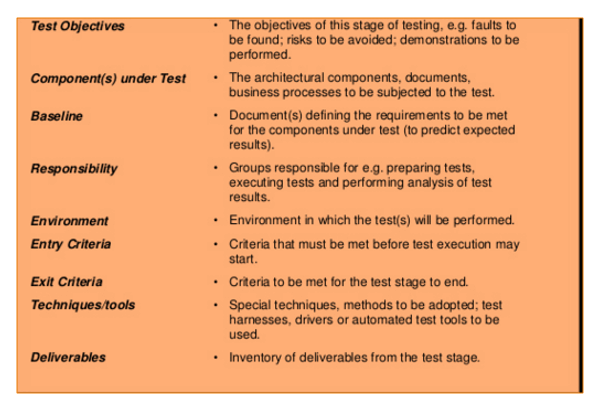 Test Objectives • The objectives of this stage of testing, e.g. faults to
be found; risks to be avoided; demonstrations to be
performed.
Component(s) under Test • The architectural components, documents,
business processes to be subjected to the test.
Baseline • Document(s) defining the requirements to be met
for the components under test (to predict expected
results).
Responsibility • Groups responsible for e.g. preparing tests,
executing tests and performing analysis of test
results.
Environment • Environment in which the test(s) will be performed.
Entry Criteria • Criteria that must be met before test execution may
start.
Exit Criteria • Criteria to be met for the test stage to end.
Techniques/tools • Special techniques, methods to be adopted; test
harnesses, drivers or automated test tools to be
used.
Deliverables • Inventory of deliverables from the test stage.